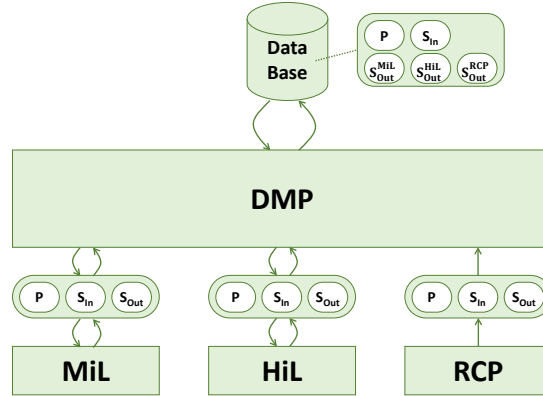 Data
Base
P S_In
S_Out^MiL S_Out^HiL S_Out^RCP
DMP
P S_In S_Out P S_In S_Out P S_In S_Out
MiL HiL RCP